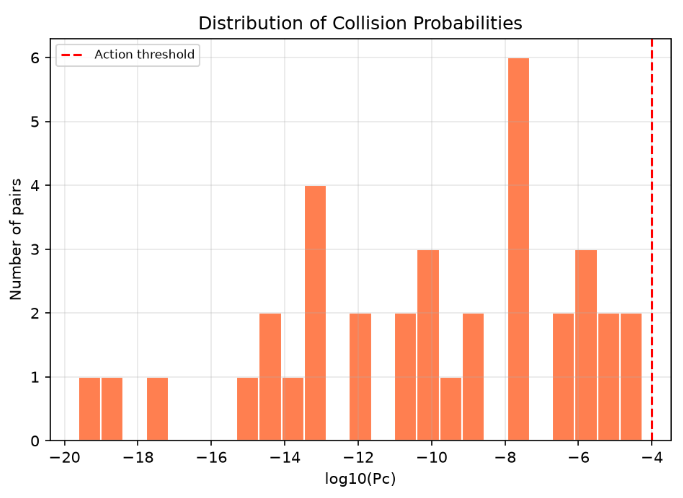 Distribution of Collision Probabilities
Action threshold
Number of pairs
6
5
4
3
2
1
0
−20 −18 −16 −14 −12 −10 −8 −6 −4
log10(Pc)